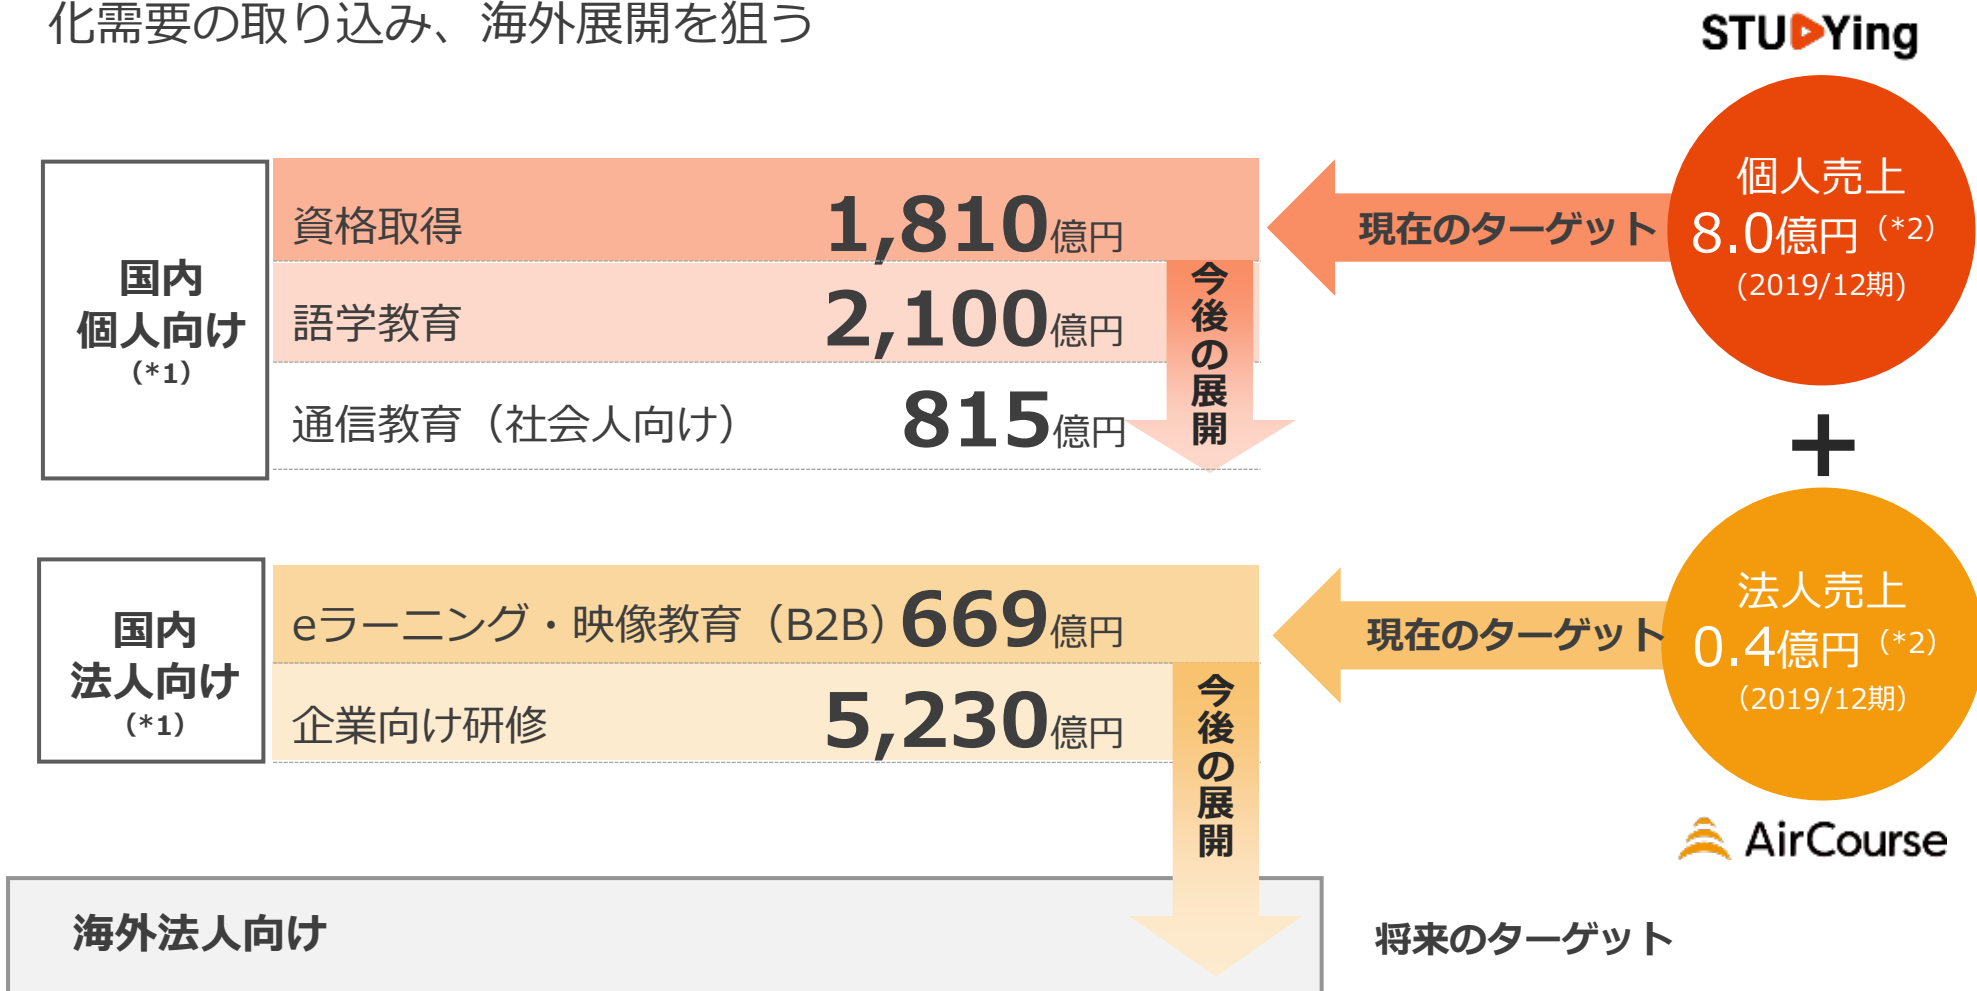 化需要の取り込み、海外展開を狙う
STUDYing
国内
個人向け
（*1）
資格取得 1,810億円
語学教育 2,100億円
通信教育（社会人向け） 815億円
今後の展開
現在のターゲット
個人売上
8.0億円（*2）
(2019/12期)
+
国内
法人向け
（*1）
eラーニング・映像教育（B2B）669億円
企業向け研修 5,230億円
今後の展開
現在のターゲット
法人売上
0.4億円（*2）
（2019/12期）
AirCourse
海外法人向け
将来のターゲット